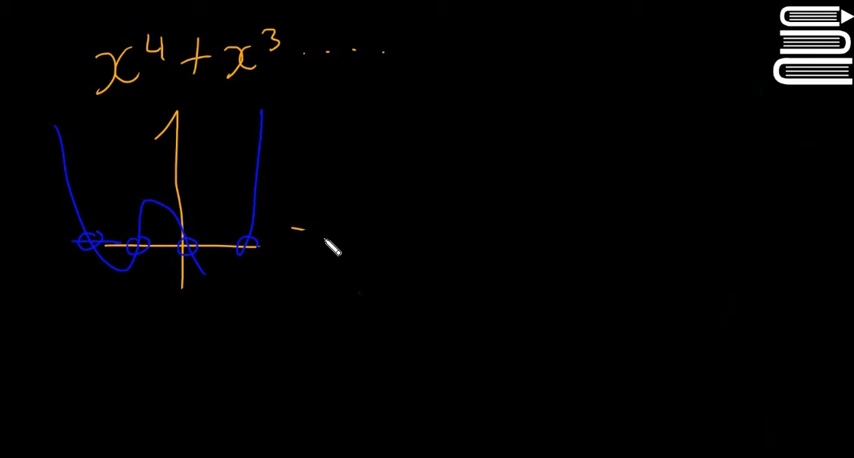 x⁴ + x³ ....
-